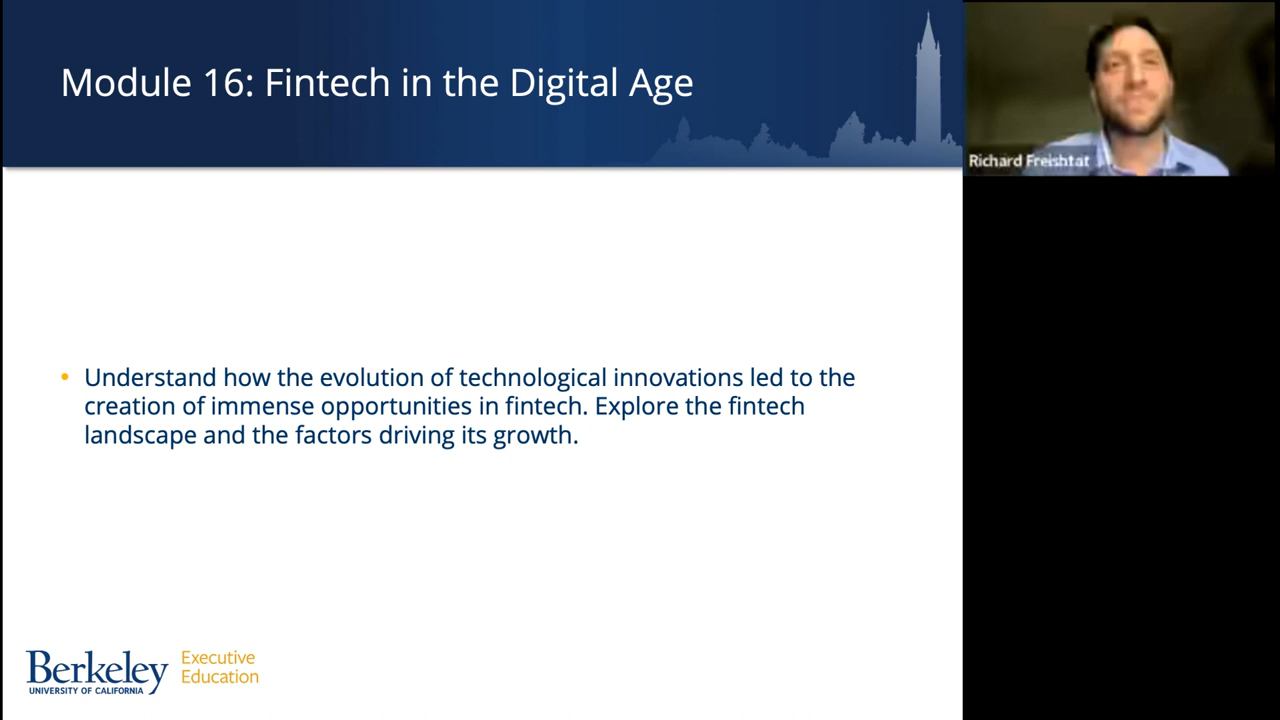 Module 16: Fintech in the Digital Age
Richard Freishtat
• Understand how the evolution of technological innovations led to the
creation of immense opportunities in fintech. Explore the fintech
landscape and the factors driving its growth.
Berkeley
UNIVERSITY OF CALIFORNIA
Executive
Education